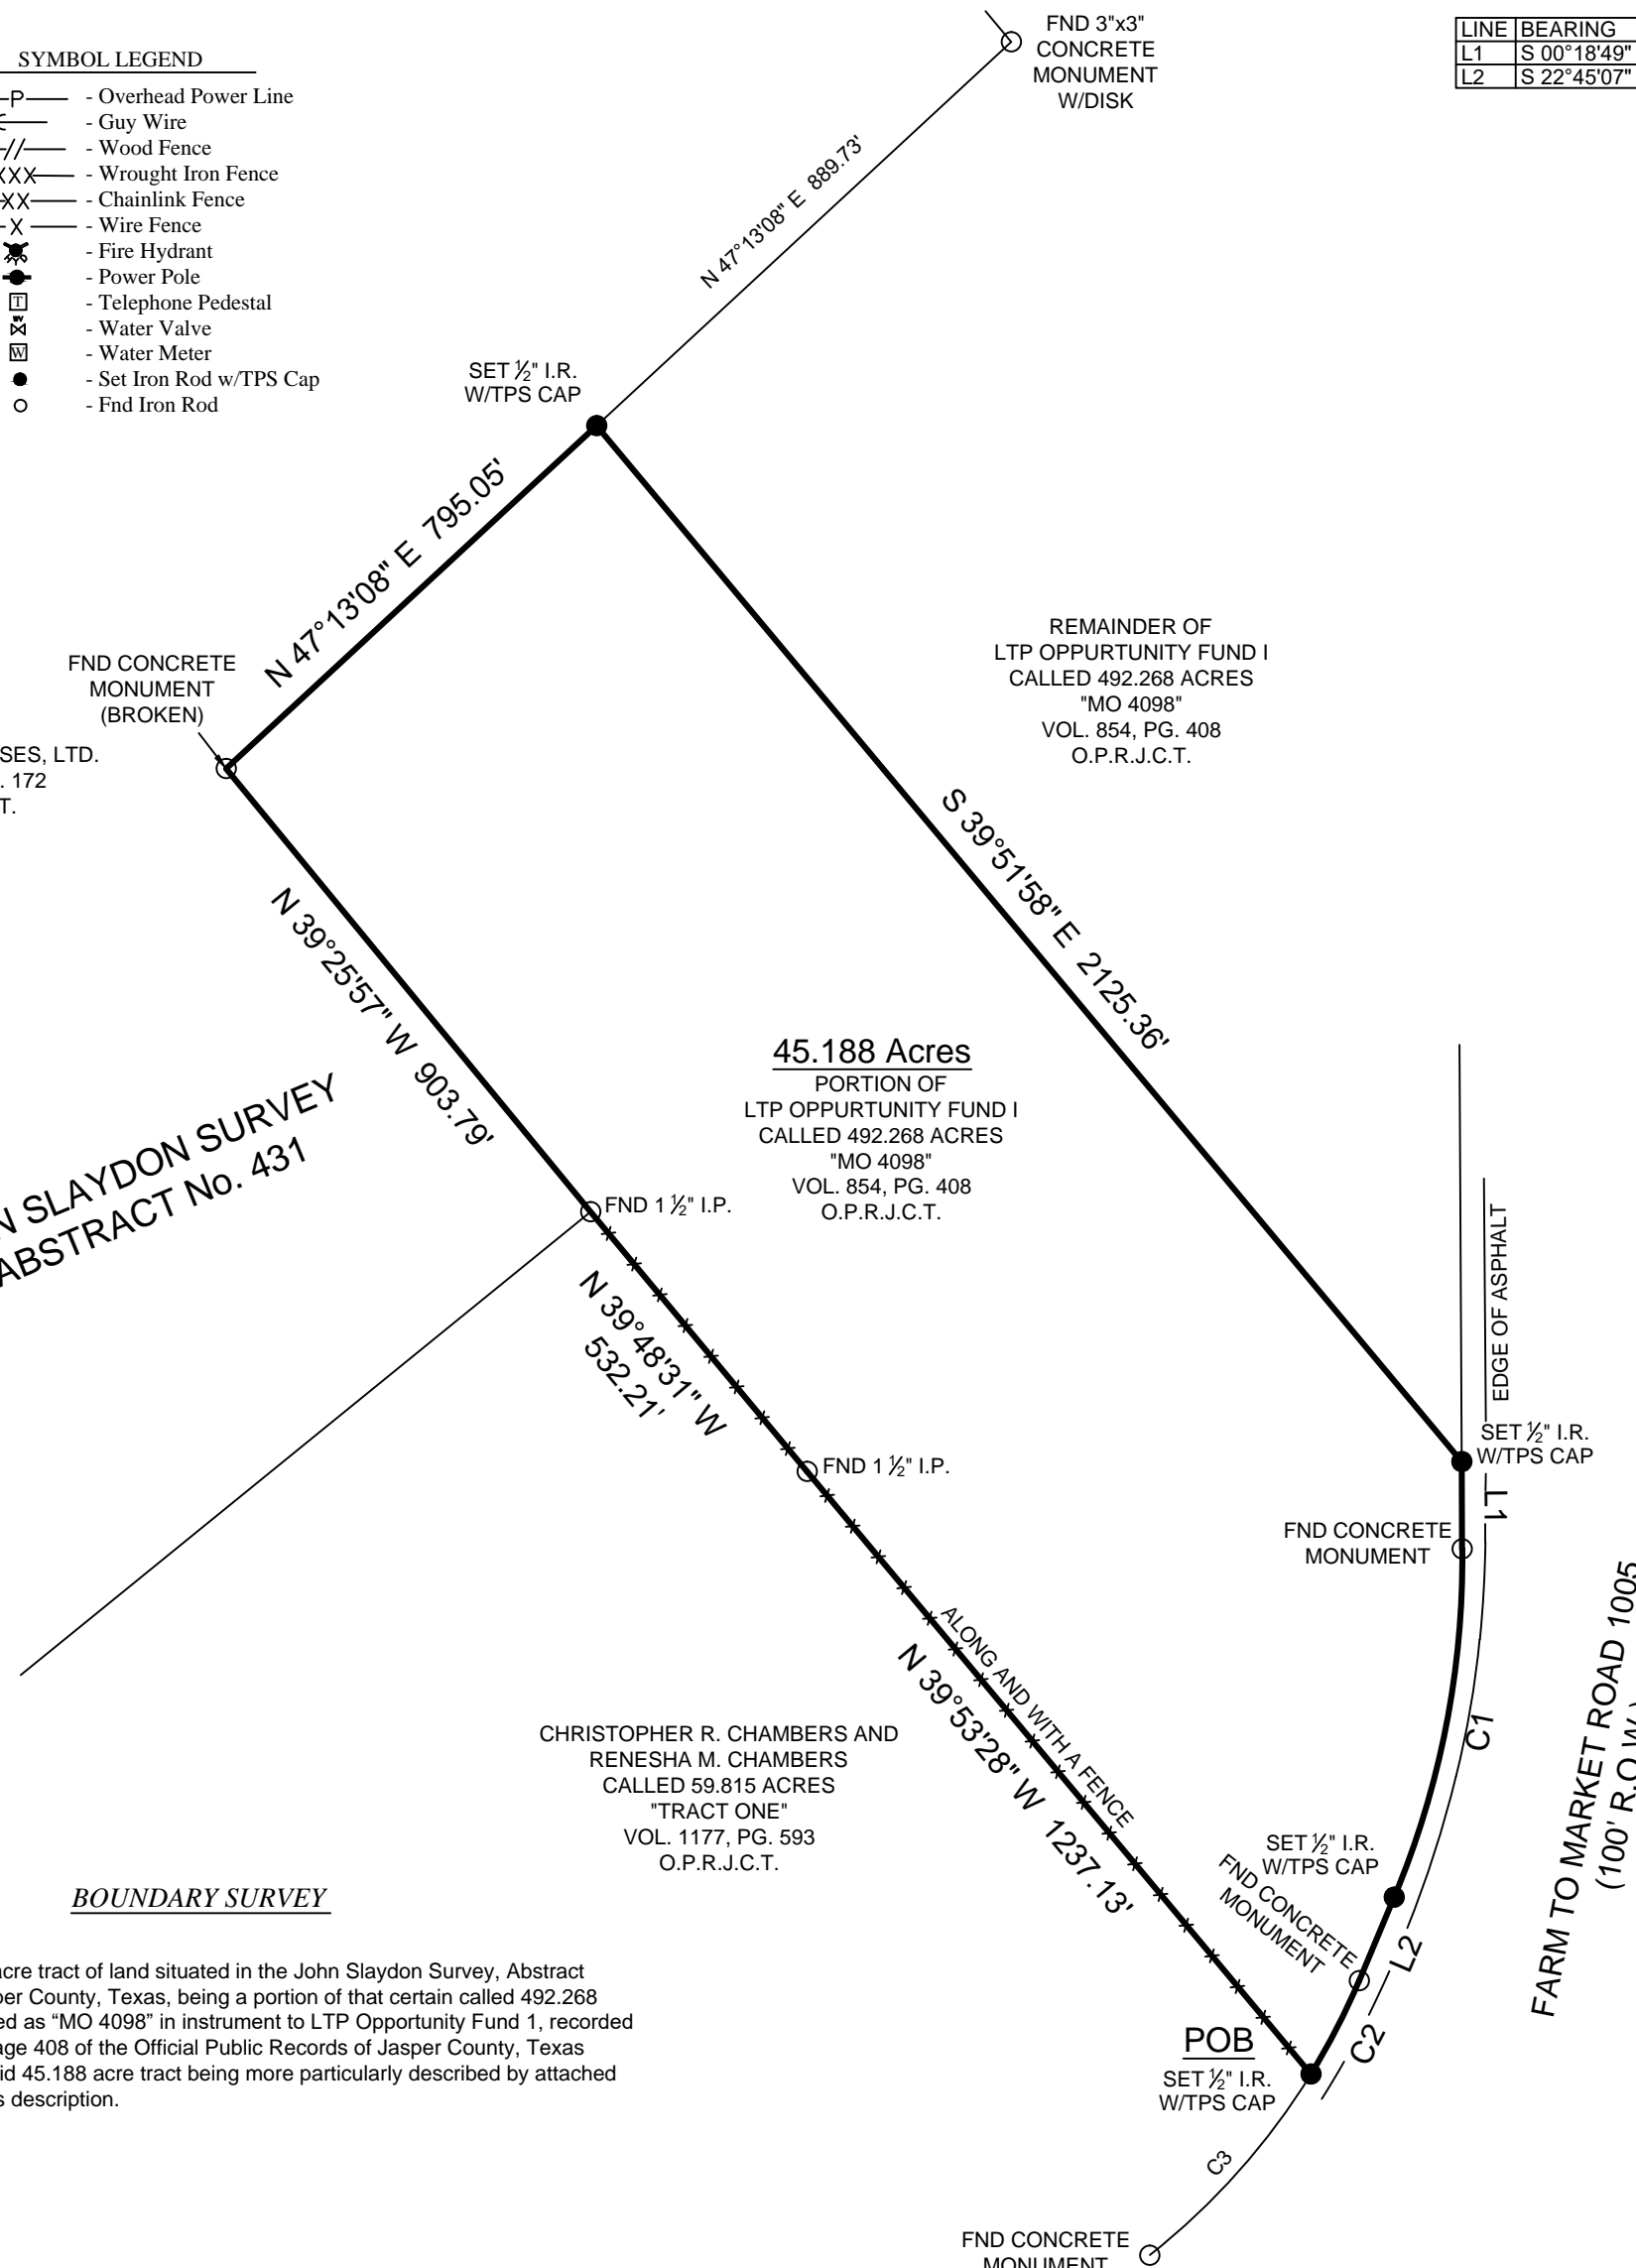 SYMBOL LEGEND
P - Overhead Power Line
- Guy Wire
// - Wood Fence
XXX - Wrought Iron Fence
XX - Chainlink Fence
X - Wire Fence
- Fire Hydrant
- Power Pole
T - Telephone Pedestal
WV - Water Valve
W - Water Meter
- Set Iron Rod w/TPS Cap
- Fnd Iron Rod
FND 3"x3"
CONCRETE
MONUMENT
W/DISK
LINE BEARING
L1 S 00°18'49"
L2 S 22°45'07"
N 47°13'08" E 889.73'
SET ½" I.R.
W/TPS CAP
N 47°13'08" E 795.05'
FND CONCRETE
MONUMENT
(BROKEN)
SES, LTD.
. 172
T.
REMAINDER OF
LTP OPPURTUNITY FUND I
CALLED 492.268 ACRES
"MO 4098"
VOL. 854, PG. 408
O.P.R.J.C.T.
S 39°51'58" E 2125.36'
N 39°25'57" W 903.79'
45.188 Acres
PORTION OF
LTP OPPURTUNITY FUND I
CALLED 492.268 ACRES
"MO 4098"
VOL. 854, PG. 408
O.P.R.J.C.T.
N SLAYDON SURVEY
ABSTRACT No. 431
FND 1 ½" I.P.
N 39°48'31" W
532.21'
FND 1 ½" I.P.
EDGE OF ASPHALT
SET ½" I.R.
W/TPS CAP
L1
FND CONCRETE
MONUMENT
ALONG AND WITH A FENCE
N 39°53'28" W 1237.13'
C1
FARM TO MARKET ROAD 1005
(100' R.O.W.)
CHRISTOPHER R. CHAMBERS AND
RENESHA M. CHAMBERS
CALLED 59.815 ACRES
"TRACT ONE"
VOL. 1177, PG. 593
O.P.R.J.C.T.
SET ½" I.R.
W/TPS CAP
FND CONCRETE
MONUMENT
L2
C2
POB
SET ½" I.R.
W/TPS CAP
C3
FND CONCRETE
MONUMENT
BOUNDARY SURVEY
acre tract of land situated in the John Slaydon Survey, Abstract
per County, Texas, being a portion of that certain called 492.268
ed as “MO 4098” in instrument to LTP Opportunity Fund 1, recorded
age 408 of the Official Public Records of Jasper County, Texas
id 45.188 acre tract being more particularly described by attached
s description.